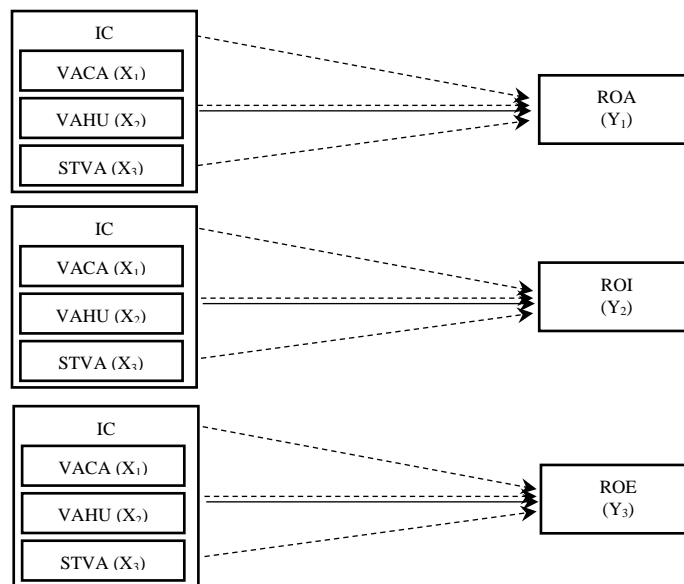 IC
VACA (X₁)
VAHU (X₂)
STVA (X₃)
ROA
(Y₁)
IC
VACA (X₁)
VAHU (X₂)
STVA (X₃)
ROI
(Y₂)
IC
VACA (X₁)
VAHU (X₂)
STVA (X₃)
ROE
(Y₃)